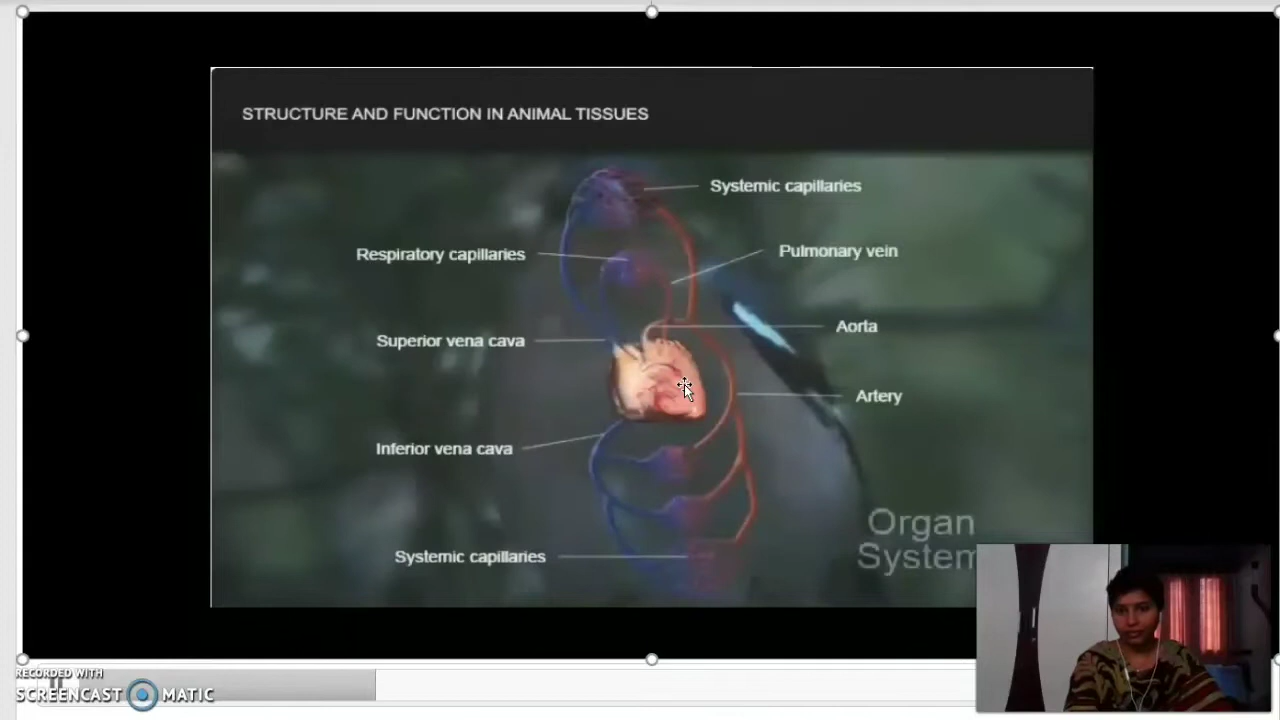 STRUCTURE AND FUNCTION IN ANIMAL TISSUES
Systemic capillaries
Respiratory capillaries
Pulmonary vein
Aorta
Superior vena cava
Artery
Inferior vena cava
Organ
System
Systemic capillaries
RECORDED WITH
SCREENCAST MATIC